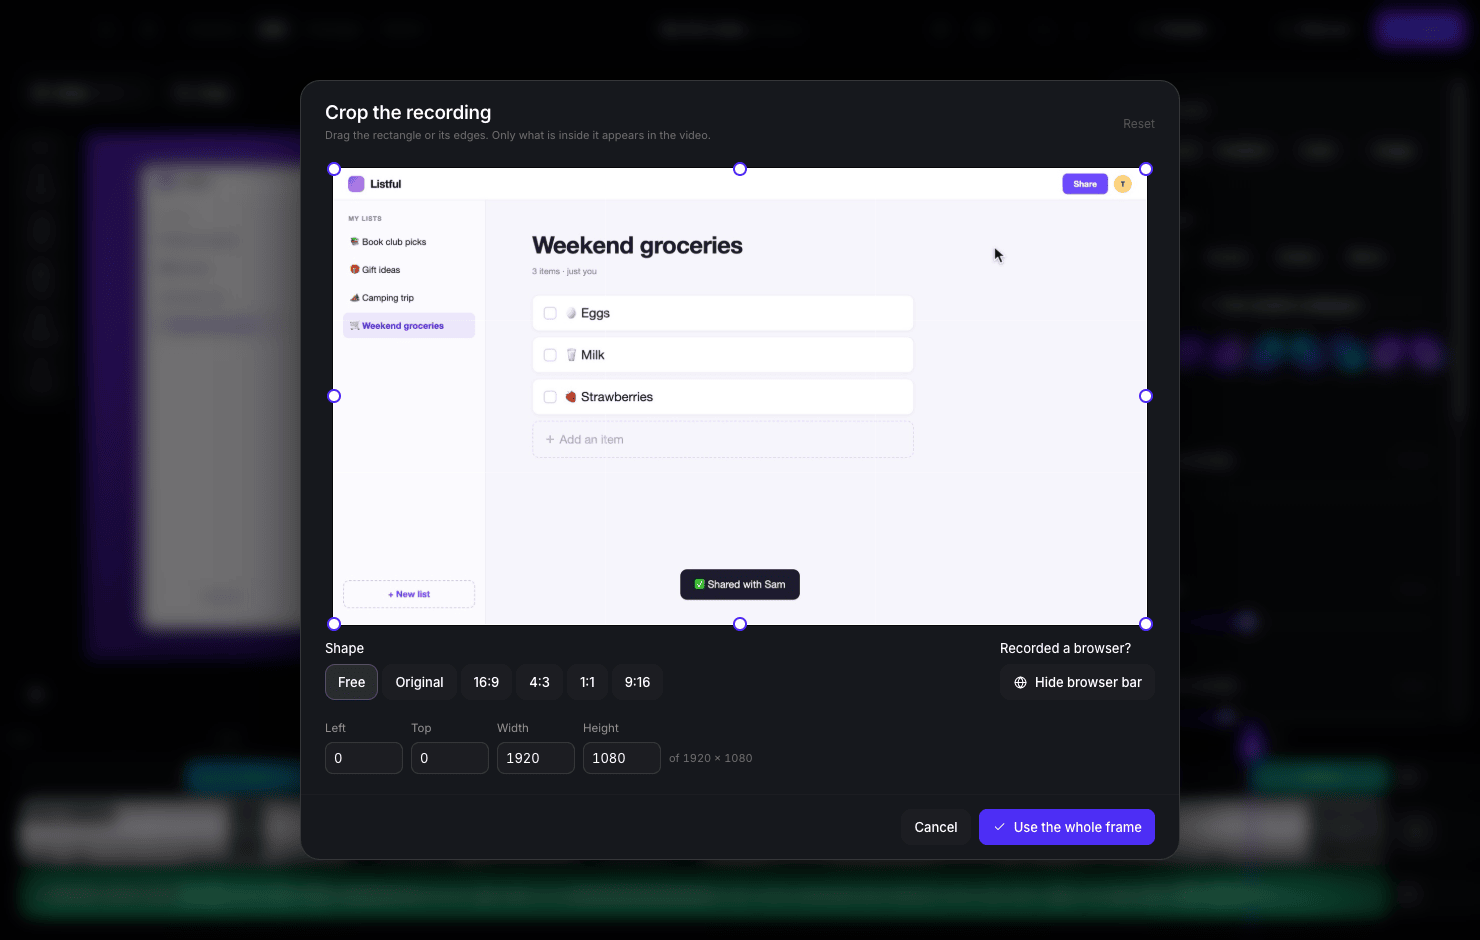 Crop the recording
Drag the rectangle or its edges. Only what is inside it appears in the video.
Reset
Listful
Share
T
MY LISTS
Book club picks
Gift ideas
Camping trip
Weekend groceries
+ New list
Weekend groceries
3 items · just you
Eggs
Milk
Strawberries
+ Add an item
Shared with Sam
Shape
Free
Original
16:9
4:3
1:1
9:16
Recorded a browser?
Hide browser bar
Left
Top
Width
Height
0
0
1920
1080
of 1920 × 1080
Cancel
Use the whole frame